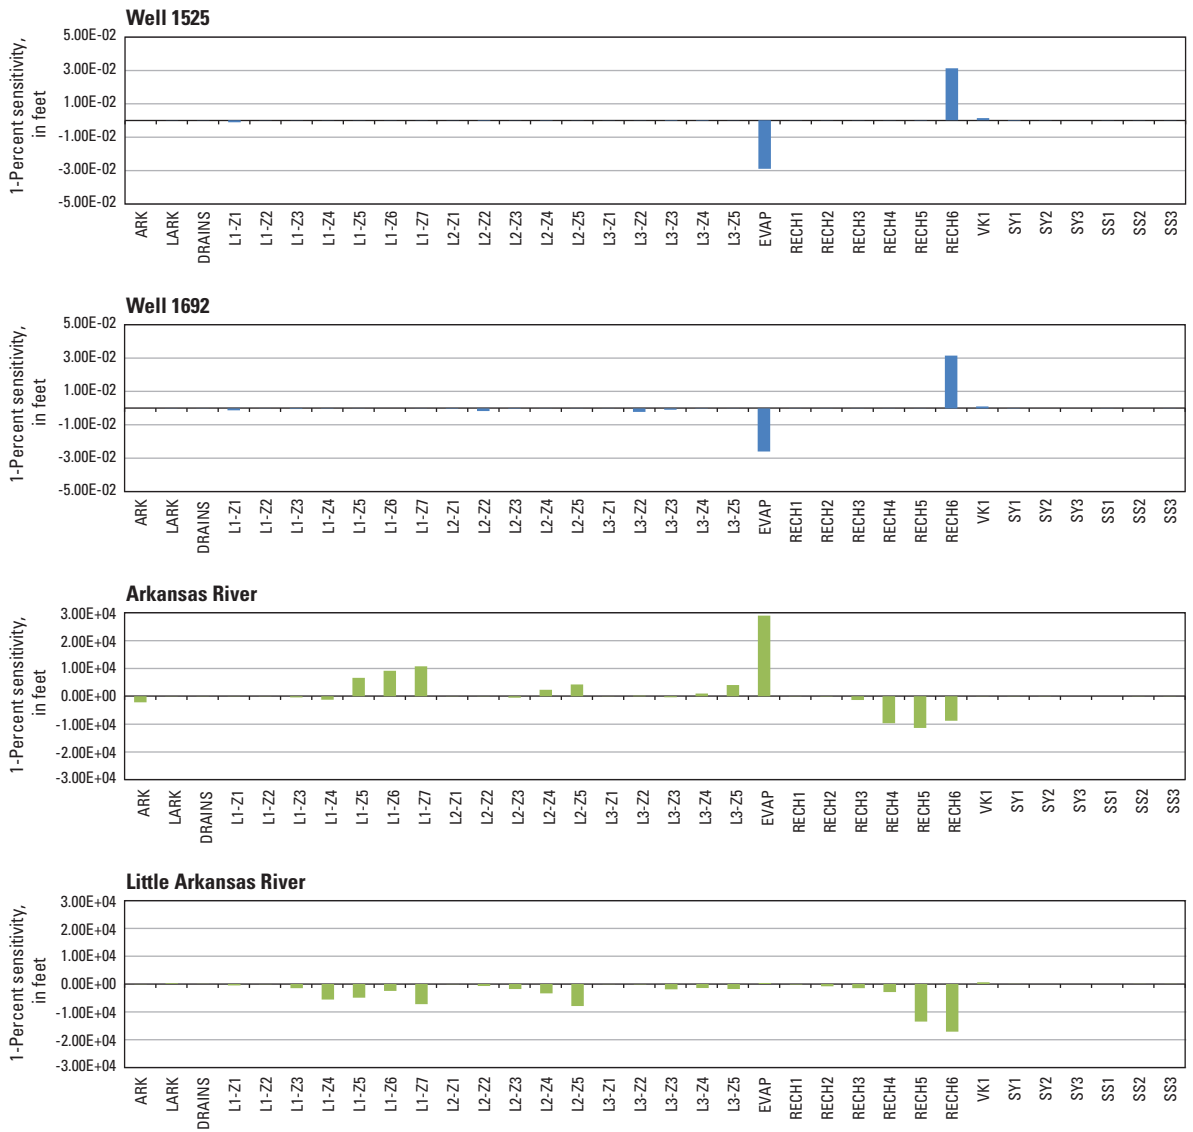 Well 1525
1-Percent sensitivity,
in feet
5.00E-02
3.00E-02
1.00E-02
-1.00E-02
-3.00E-02
-5.00E-02
ARK
LARK
DRAINS
L1-Z1
L1-Z2
L1-Z3
L1-Z4
L1-Z5
L1-Z6
L1-Z7
L2-Z1
L2-Z2
L2-Z3
L2-Z4
L2-Z5
L3-Z1
L3-Z2
L3-Z3
L3-Z4
L3-Z5
EVAP
RECH1
RECH2
RECH3
RECH4
RECH5
RECH6
VK1
SY1
SY2
SY3
SS1
SS2
SS3
Well 1692
1-Percent sensitivity,
in feet
5.00E-02
3.00E-02
1.00E-02
-1.00E-02
-3.00E-02
-5.00E-02
ARK
LARK
DRAINS
L1-Z1
L1-Z2
L1-Z3
L1-Z4
L1-Z5
L1-Z6
L1-Z7
L2-Z1
L2-Z2
L2-Z3
L2-Z4
L2-Z5
L3-Z1
L3-Z2
L3-Z3
L3-Z4
L3-Z5
EVAP
RECH1
RECH2
RECH3
RECH4
RECH5
RECH6
VK1
SY1
SY2
SY3
SS1
SS2
SS3
Arkansas River
1-Percent sensitivity,
in feet
3.00E+04
2.00E+04
1.00E+04
0.00E+00
-1.00E+04
-2.00E+04
-3.00E+04
ARK
LARK
DRAINS
L1-Z1
L1-Z2
L1-Z3
L1-Z4
L1-Z5
L1-Z6
L1-Z7
L2-Z1
L2-Z2
L2-Z3
L2-Z4
L2-Z5
L3-Z1
L3-Z2
L3-Z3
L3-Z4
L3-Z5
EVAP
RECH1
RECH2
RECH3
RECH4
RECH5
RECH6
VK1
SY1
SY2
SY3
SS1
SS2
SS3
Little Arkansas River
1-Percent sensitivity,
in feet
3.00E+04
2.00E+04
1.00E+04
0.00E+00
-1.00E+04
-2.00E+04
-3.00E+04
ARK
LARK
DRAINS
L1-Z1
L1-Z2
L1-Z3
L1-Z4
L1-Z5
L1-Z6
L1-Z7
L2-Z1
L2-Z2
L2-Z3
L2-Z4
L2-Z5
L3-Z1
L3-Z2
L3-Z3
L3-Z4
L3-Z5
EVAP
RECH1
RECH2
RECH3
RECH4
RECH5
RECH6
VK1
SY1
SY2
SY3
SS1
SS2
SS3